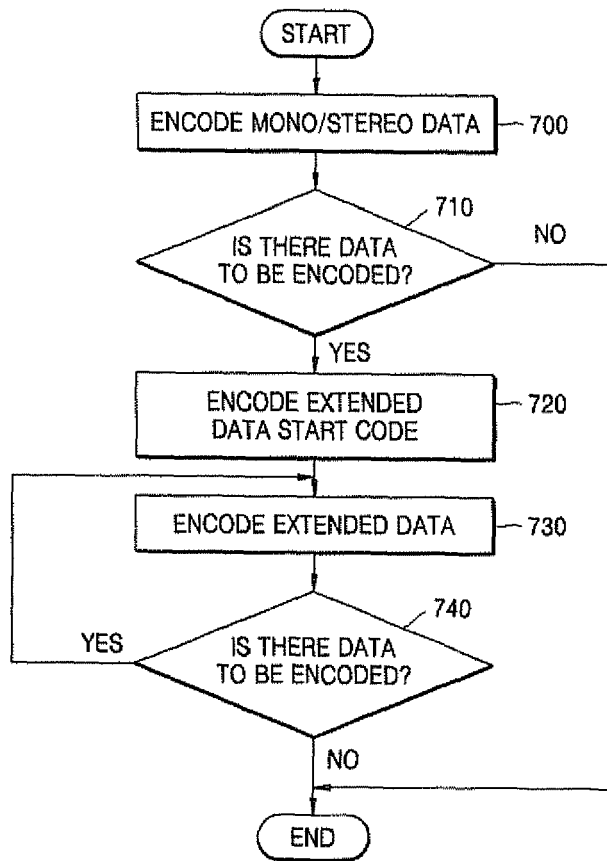 START
ENCODE MONO/STEREO DATA
700
710
IS THERE DATA
TO BE ENCODED?
NO
YES
ENCODE EXTENDED
DATA START CODE
720
ENCODE EXTENDED DATA
730
740
YES
IS THERE DATA
TO BE ENCODED?
NO
END